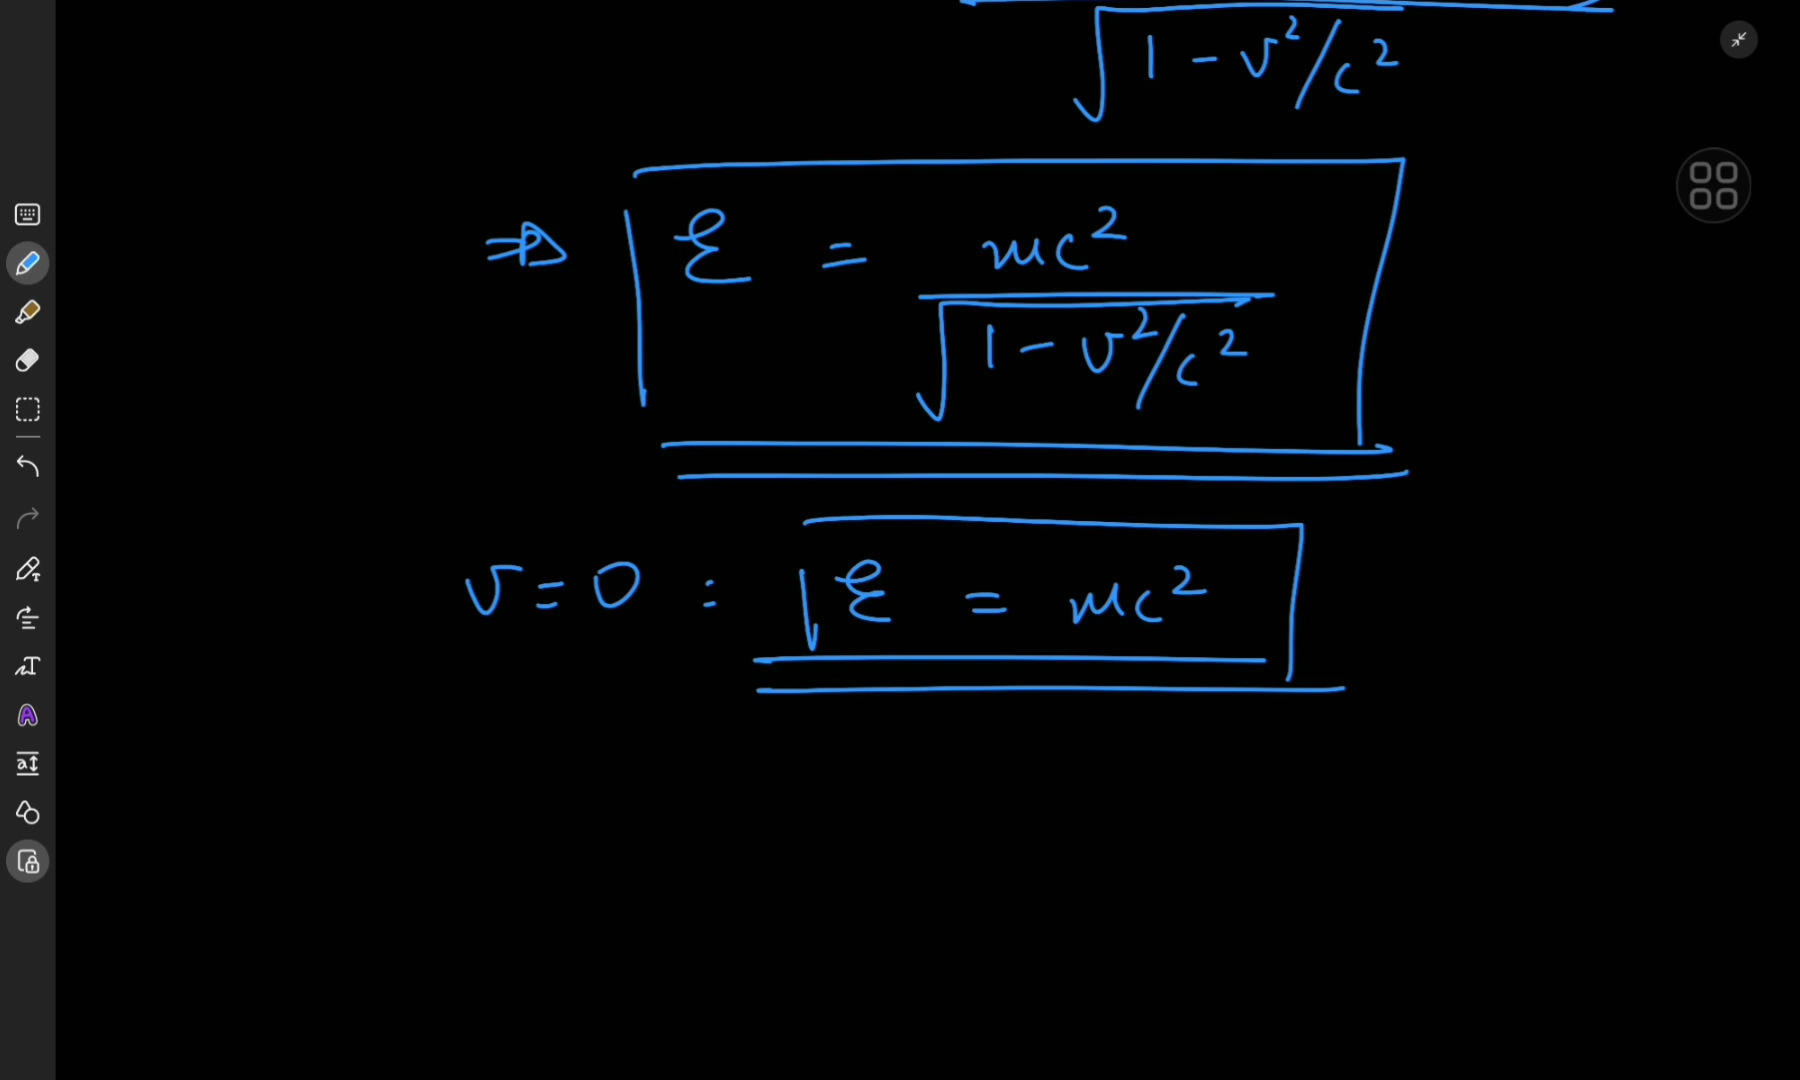 √1 - v²/c²
⇒ ℰ = mc² / √1 - v²/c²
v = 0 : ℰ = mc²